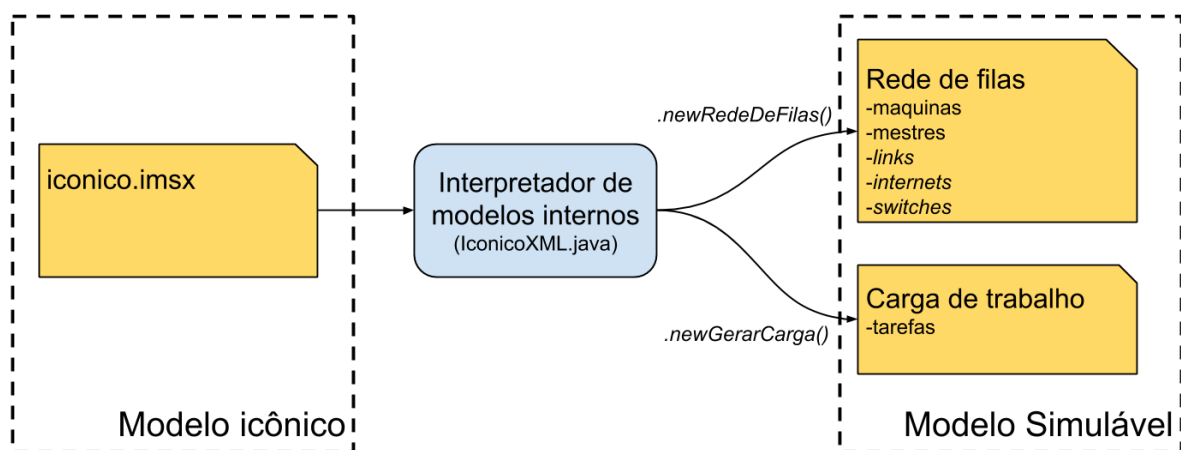 iconico.imsx
Modelo icônico
Interpretador de
modelos internos
(IconicoXML.java)
.newRedeDeFilas()
.newGerarCarga()
Rede de filas
-maquinas
-mestres
-links
-internets
-switches
Carga de trabalho
-tarefas
Modelo Simulável